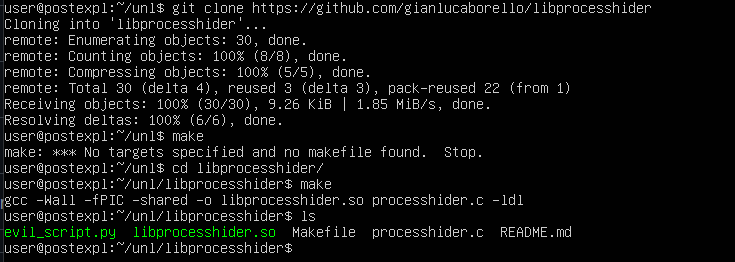 user@postexpl:~/unl$ git clone https://github.com/gianlucaborello/libprocesshider
Cloning into 'libprocesshider'...
remote: Enumerating objects: 30, done.
remote: Counting objects: 100% (8/8), done.
remote: Compressing objects: 100% (5/5), done.
remote: Total 30 (delta 4), reused 3 (delta 3), pack-reused 22 (from 1)
Receiving objects: 100% (30/30), 9.26 KiB | 1.85 MiB/s, done.
Resolving deltas: 100% (6/6), done.
user@postexpl:~/unl$ make
make: *** No targets specified and no makefile found.  Stop.
user@postexpl:~/unl$ cd libprocesshider/
user@postexpl:~/unl/libprocesshider$ make
gcc -Wall -fPIC -shared -o libprocesshider.so processhider.c -ldl
user@postexpl:~/unl/libprocesshider$ ls
evil_script.py  libprocesshider.so  Makefile  processhider.c  README.md
user@postexpl:~/unl/libprocesshider$